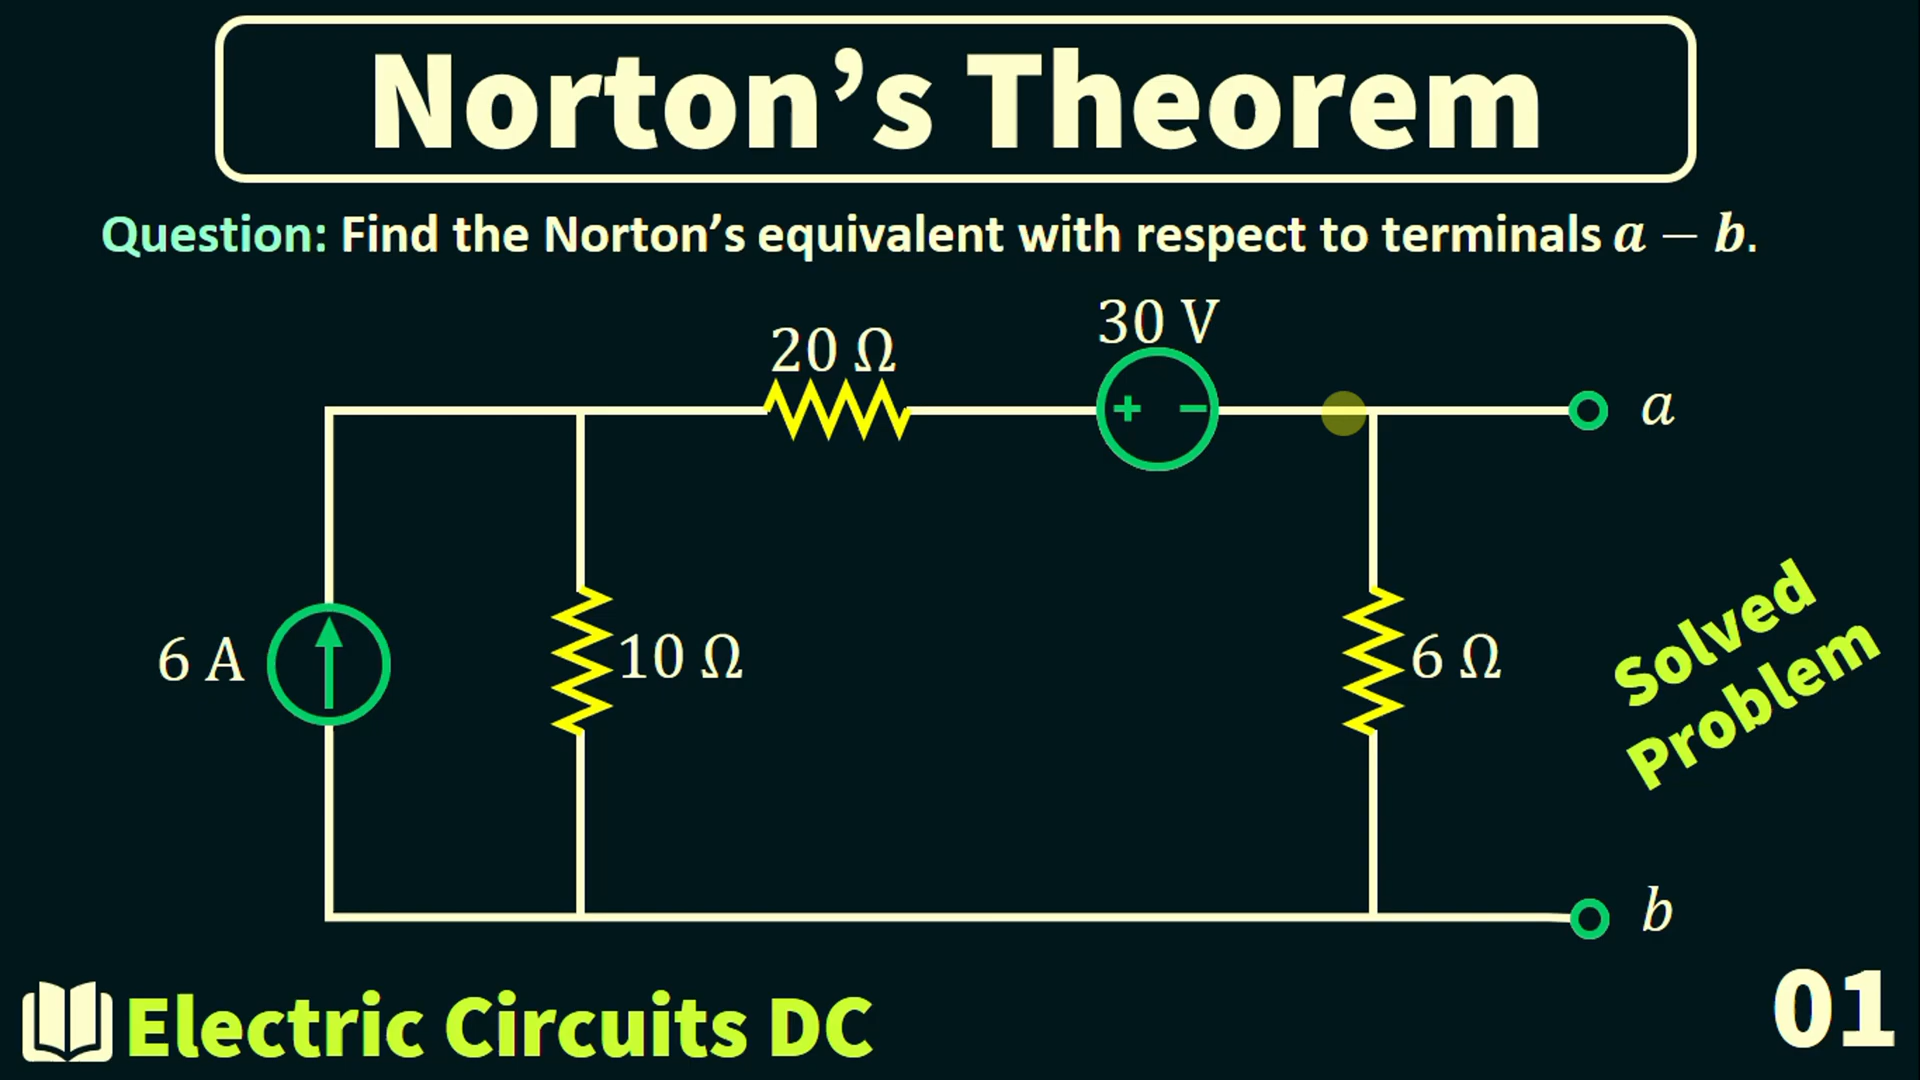 Norton’s Theorem
Question: Find the Norton’s equivalent with respect to terminals a − b.
30 V
20 Ω
+ −
a
6 A
10 Ω
6 Ω
Solved
Problem
b
Electric Circuits DC
01